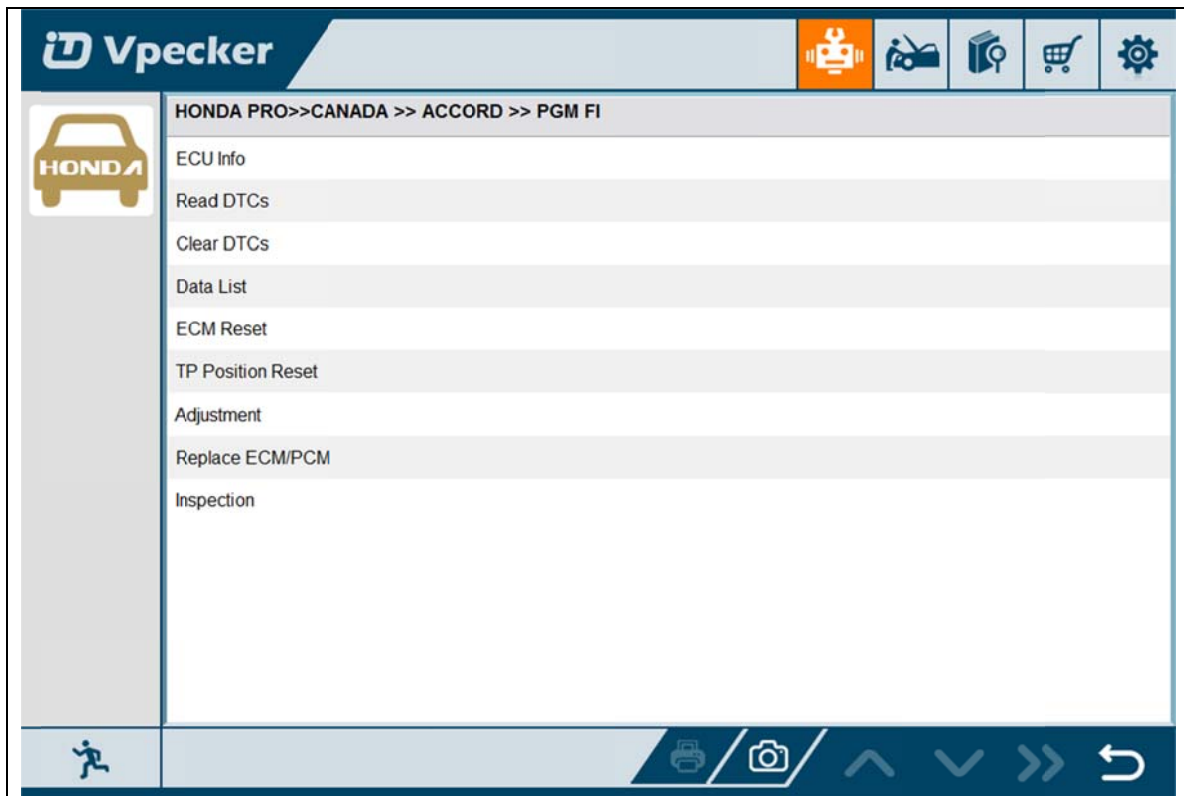 Vpecker
HONDA PRO>>CANADA >> ACCORD >> PGM FI
HONDA
ECU Info
Read DTCs
Clear DTCs
Data List
ECM Reset
TP Position Reset
Adjustment
Replace ECM/PCM
Inspection